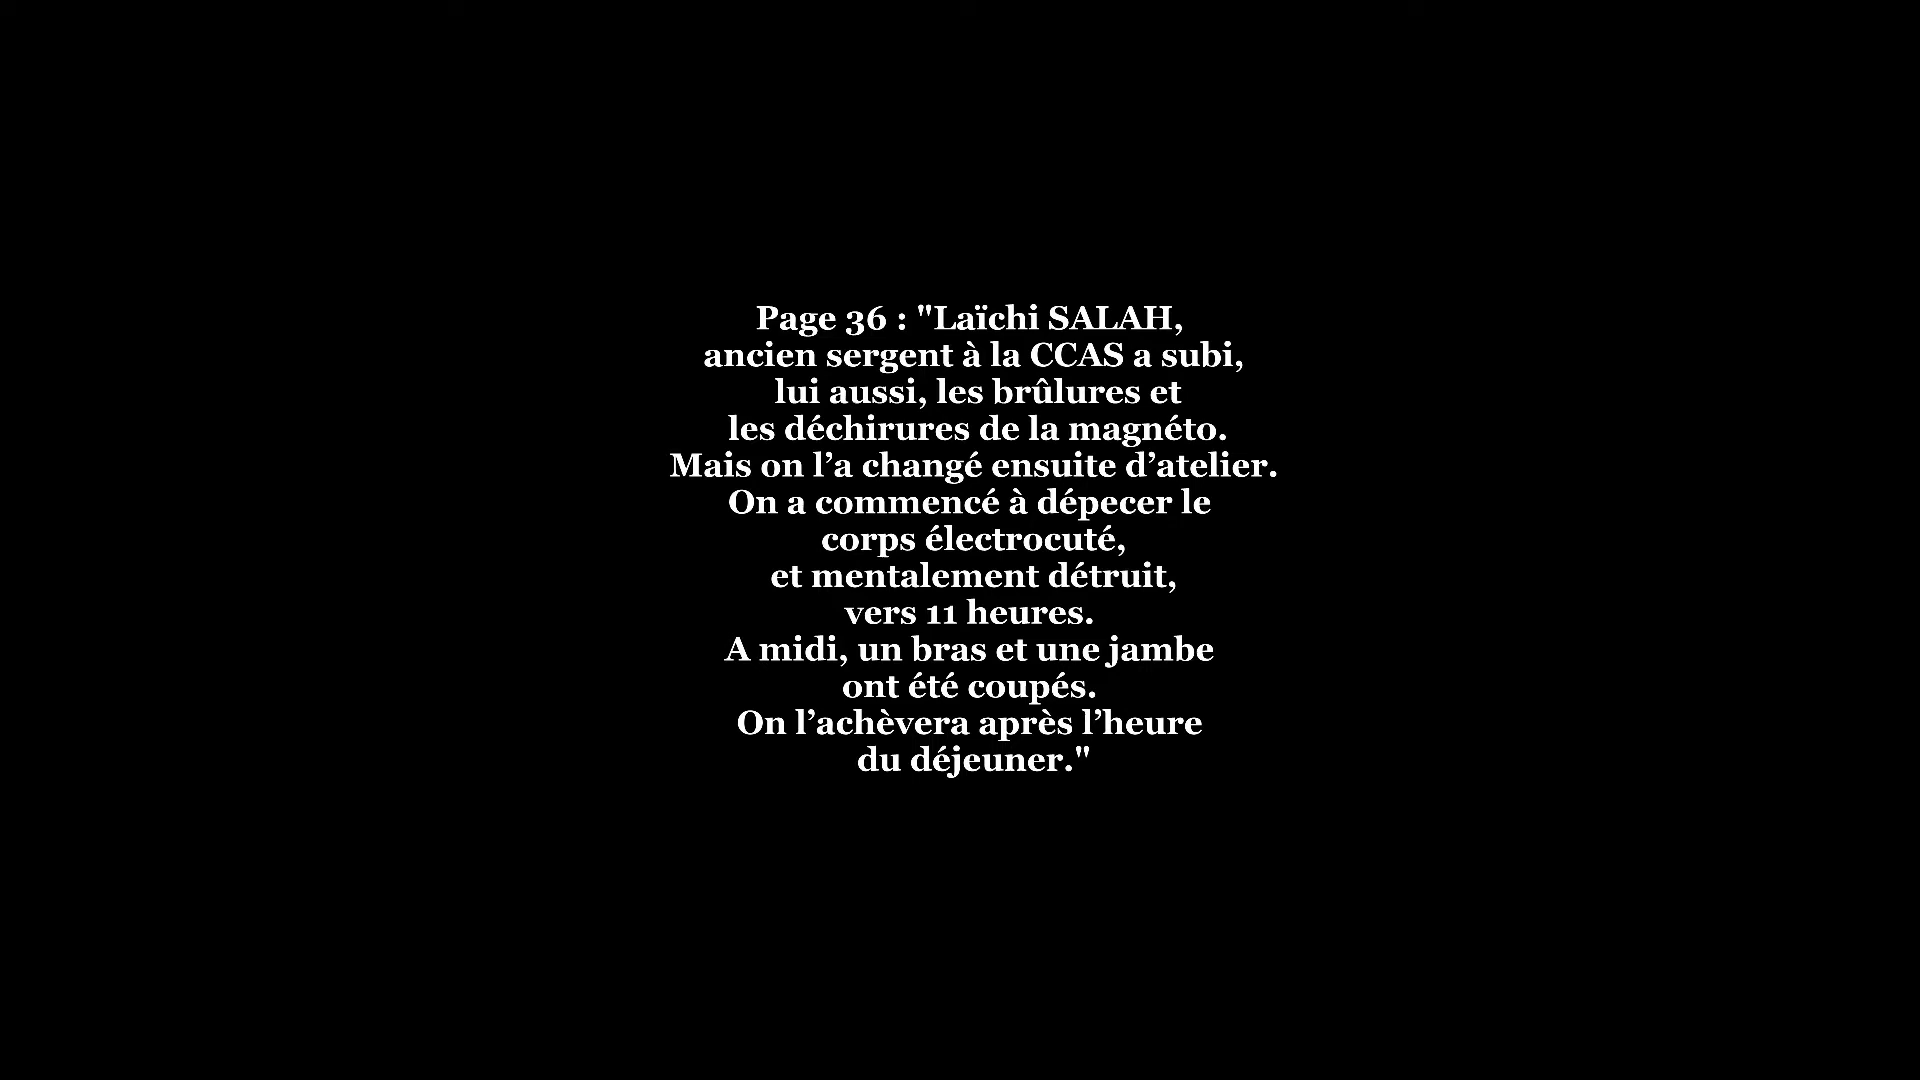 Page 36 : "Laïchi SALAH,
ancien sergent à la CCAS a subi,
lui aussi, les brûlures et
les déchirures de la magnéto.
Mais on l’a changé ensuite d’atelier.
On a commencé à dépecer le
corps électrocuté,
et mentalement détruit,
vers 11 heures.
A midi, un bras et une jambe
ont été coupés.
On l’achèvera après l’heure
du déjeuner."